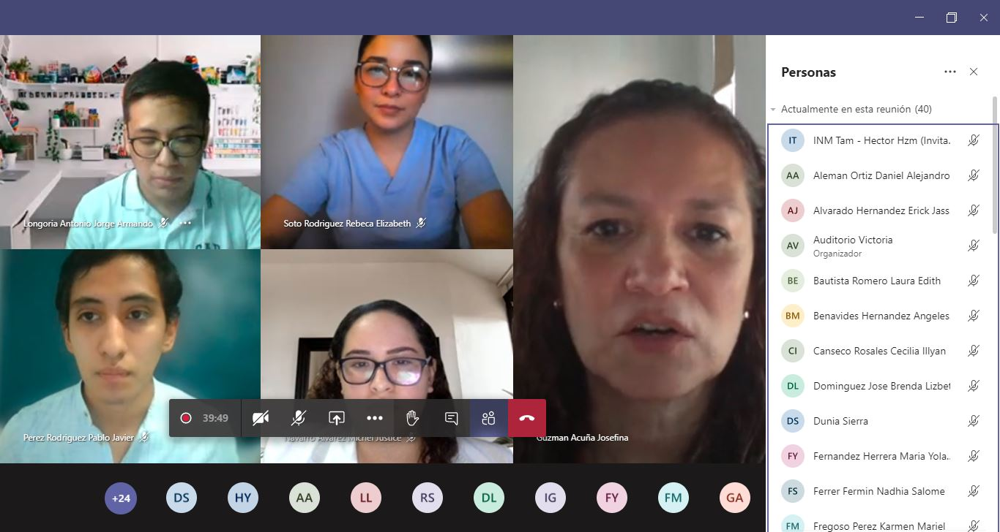 Personas
Actualmente en esta reunión (40)
IT INM Tam - Hector Hzm (Invita.
AA Aleman Ortiz Daniel Alejandro
AJ Alvarado Hernandez Erick Jass
AV Auditorio Victoria
Organizador
BE Bautista Romero Laura Edith
BM Benavides Hernandez Angeles
CI Canseco Rosales Cecilia Illyan
DL Dominguez Jose Brenda Lizbet
DS Dunia Sierra
FY Fernandez Herrera Maria Yola..
FS Ferrer Fermin Nadhia Salome
FM Fregoso Perez Karmen Mariel
Longoria Antonio Jorge Armando
Soto Rodriguez Rebeca Elizabeth
39:49
Perez Rodriguez Pablo Javier
Navarro Alvarez Michel Justice
Guzman Acuña Josefina
+24 DS HY AA LL RS DL IG FY FM GA